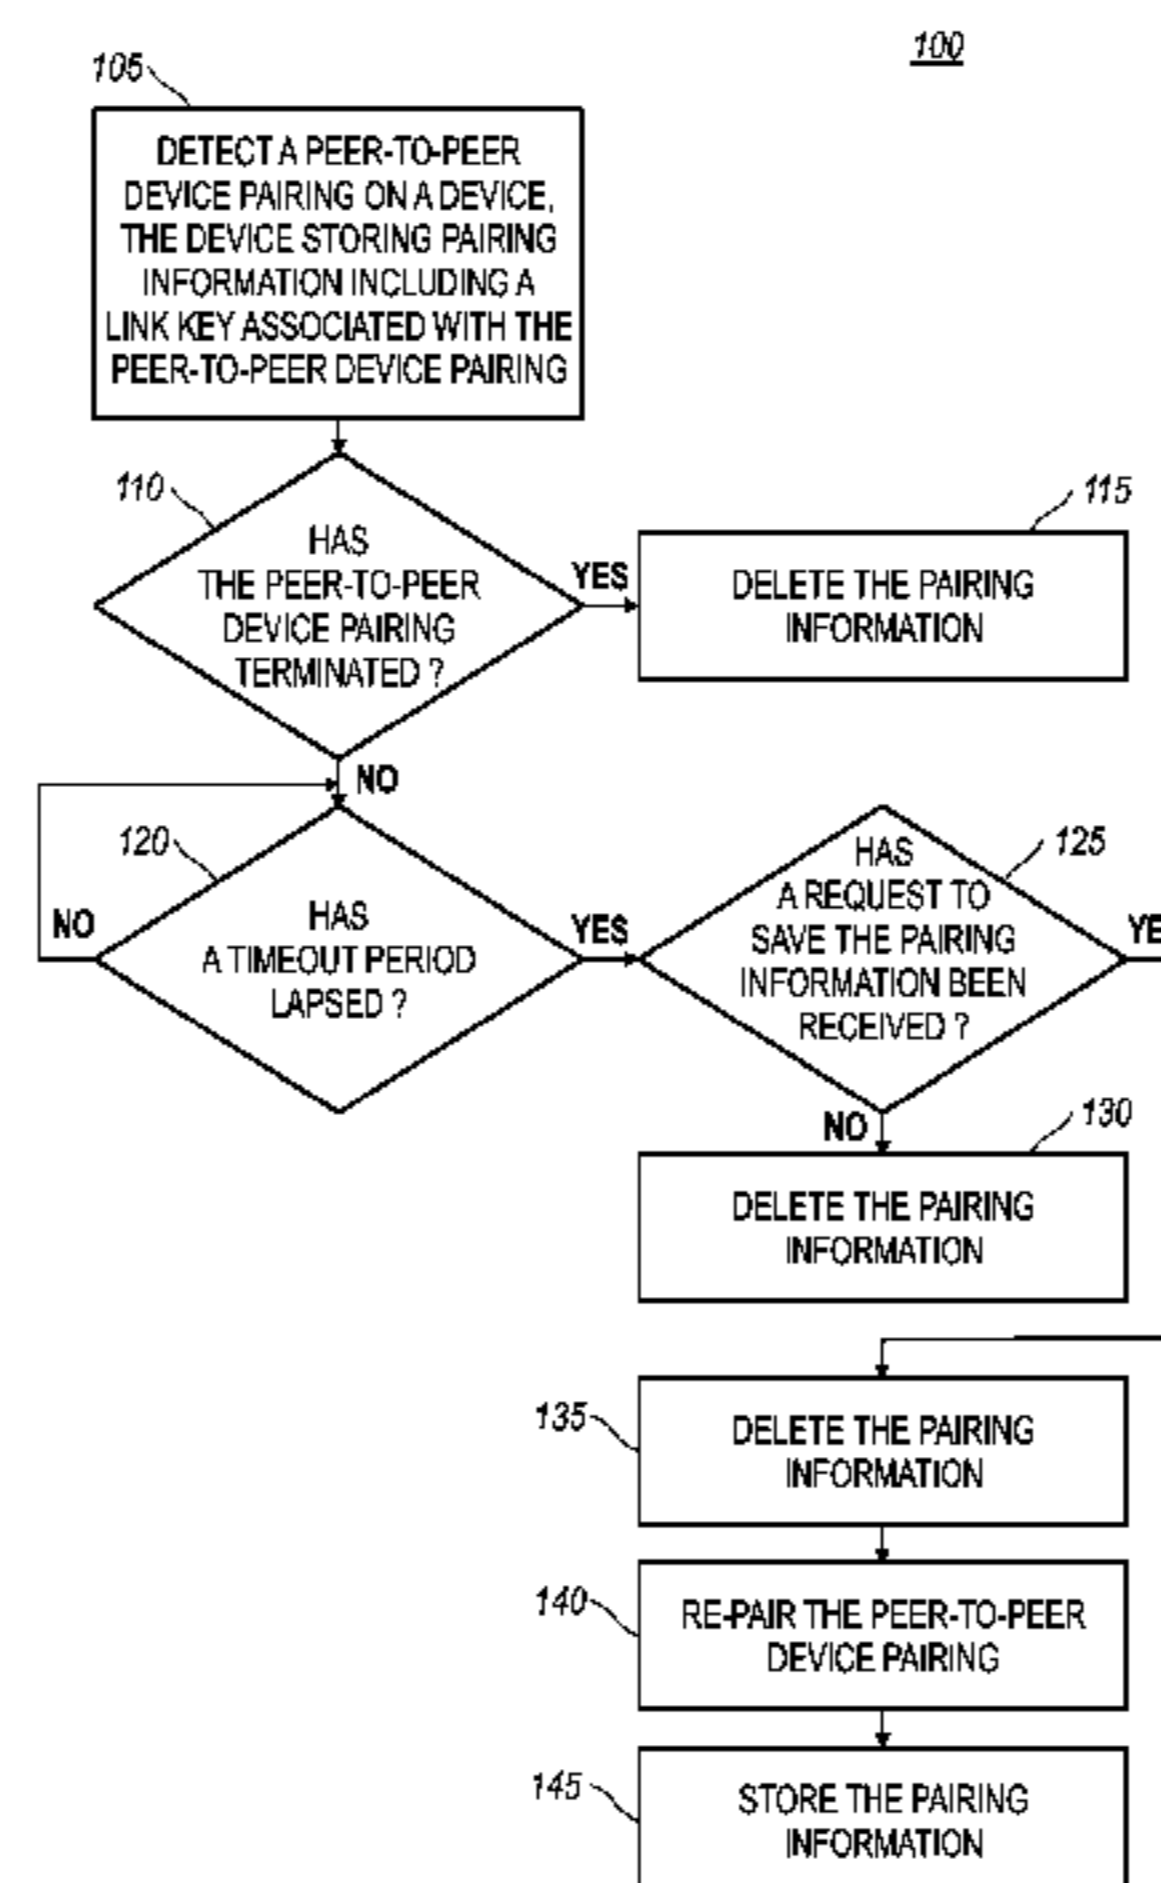 100
105
DETECT A PEER-TO-PEER
DEVICE PAIRING ON A DEVICE,
THE DEVICE STORING PAIRING
INFORMATION INCLUDING A
LINK KEY ASSOCIATED WITH THE
PEER-TO-PEER DEVICE PAIRING
110
HAS
THE PEER-TO-PEER
DEVICE PAIRING
TERMINATED ?
YES
115
DELETE THE PAIRING
INFORMATION
NO
120
HAS
A TIMEOUT PERIOD
LAPSED ?
NO
YES
125
HAS
A REQUEST TO
SAVE THE PAIRING
INFORMATION BEEN
RECEIVED ?
YE
NO
130
DELETE THE PAIRING
INFORMATION
135
DELETE THE PAIRING
INFORMATION
140
RE-PAIR THE PEER-TO-PEER
DEVICE PAIRING
145
STORE THE PAIRING
INFORMATION